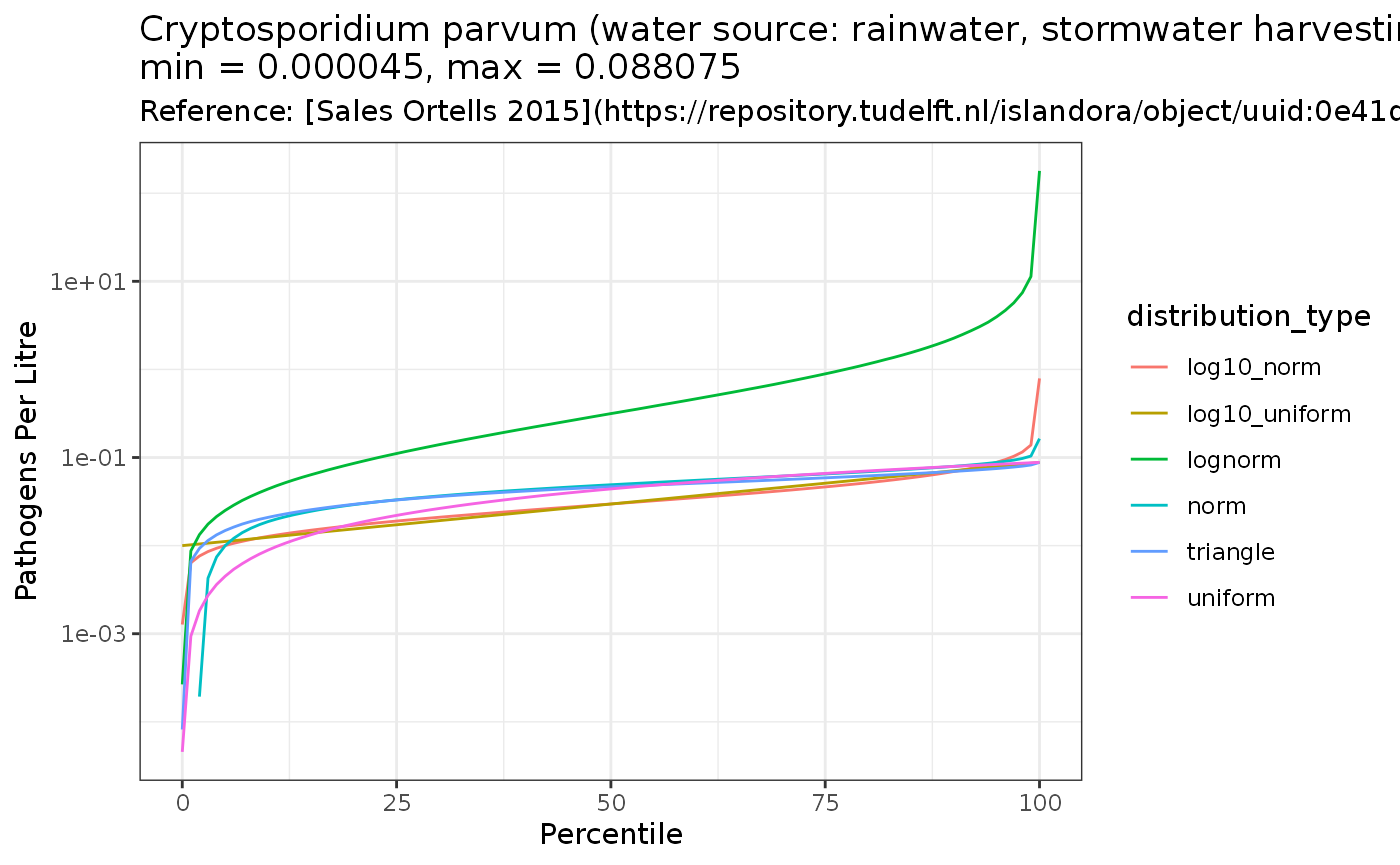 Cryptosporidium parvum (water source: rainwater, stormwater harvestin
min = 0.000045, max = 0.088075
Reference: [Sales Ortells 2015](https://repository.tudelft.nl/islandora/object/uuid:0e41c
Pathogens Per Litre
1e+01
1e-01
1e-03
0 25 50 75 100
Percentile
distribution_type
log10_norm
log10_uniform
lognorm
norm
triangle
uniform